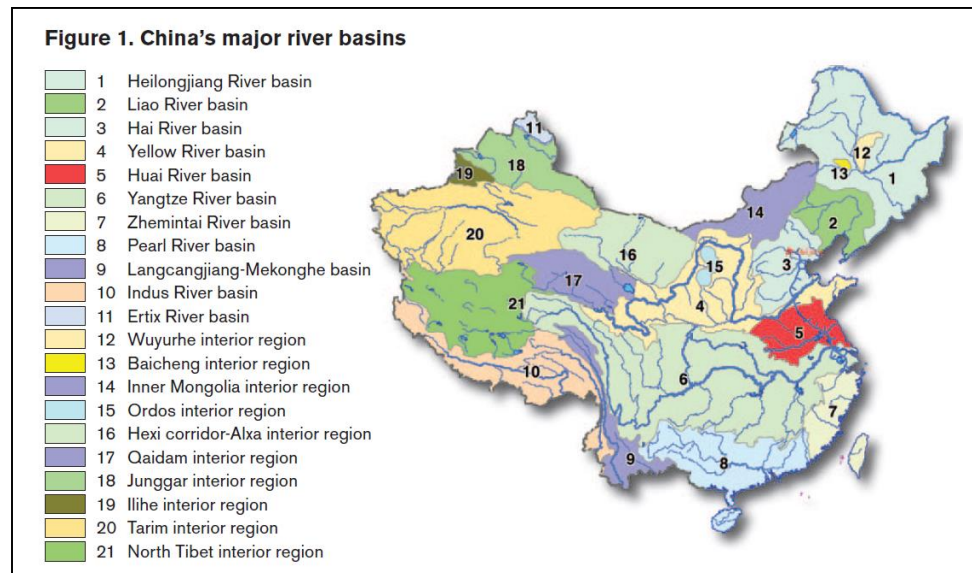 Figure 1. China's major river basins
1 Heilongjiang River basin
2 Liao River basin
3 Hai River basin
4 Yellow River basin
5 Huai River basin
6 Yangtze River basin
7 Zhemintai River basin
8 Pearl River basin
9 Langcangjiang-Mekonghe basin
10 Indus River basin
11 Ertix River basin
12 Wuyurhe interior region
13 Baicheng interior region
14 Inner Mongolia interior region
15 Ordos interior region
16 Hexi corridor-Alxa interior region
17 Qaidam interior region
18 Junggar interior region
19 Ilihe interior region
20 Tarim interior region
21 North Tibet interior region
11
18
12
19
13
1
14
2
20
16
15
3
17
4
21
5
10
6
7
9
8